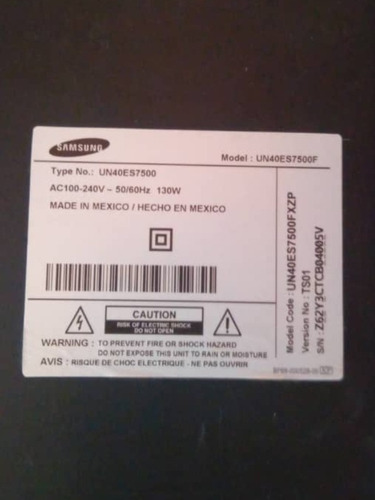 SAMSUNG
Model : UN40ES7500F
Type No.: UN40ES7500
AC100-240V ~ 50/60Hz 130W
MADE IN MEXICO / HECHO EN MEXICO
CAUTION
RISK OF ELECTRIC SHOCK
DO NOT OPEN
WARNING : TO PREVENT FIRE OR SHOCK HAZARD
DO NOT EXPOSE THIS UNIT TO RAIN OR MOISTURE
AVIS : RISQUE DE CHOC ELECTRIQUE - NE PAS OUVRIR
Model Code : UN40ES7500FXZP
Version No : TS01
S/N : Z62Y3CTCB04005V